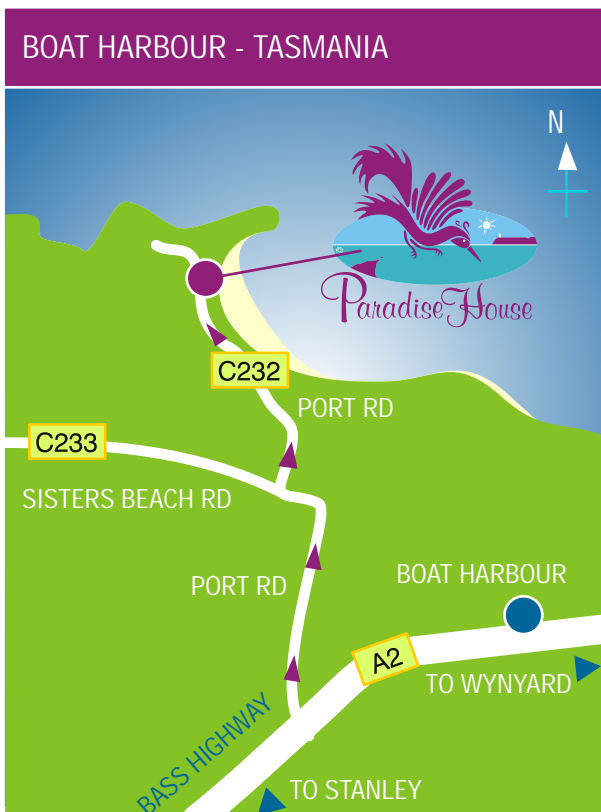 BOAT HARBOUR - TASMANIA
N
©
Paradise House
C232
PORT RD
C233
SISTERS BEACH RD
PORT RD
BOAT HARBOUR
A2
TO WYNYARD
BASS HIGHWAY
TO STANLEY